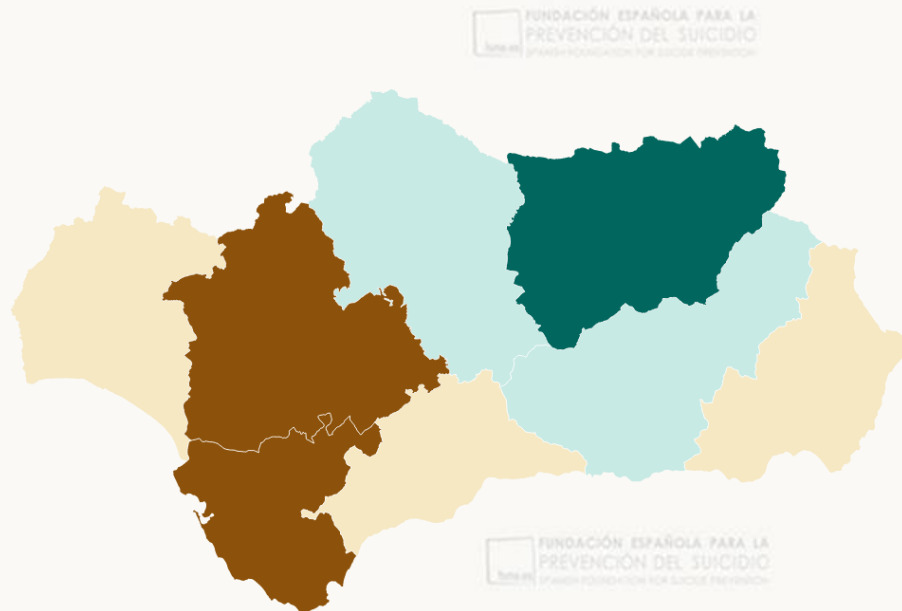 FUNDACIÓN ESPAÑOLA PARA LA
PREVENCIÓN DEL SUICIDIO
SPANISH FOUNDATION FOR SUICIDE PREVENTION
FUNDACIÓN ESPAÑOLA PARA LA
PREVENCIÓN DEL SUICIDIO
SPANISH FOUNDATION FOR SUICIDE PREVENTION